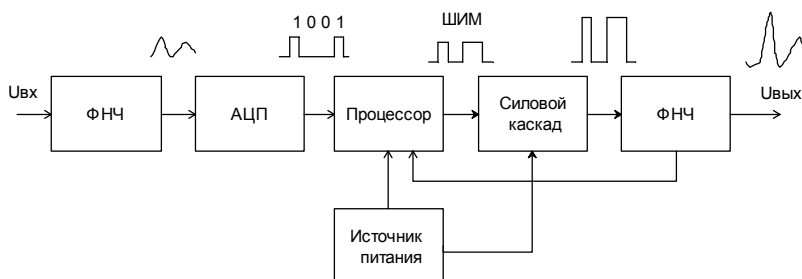 1 0 0 1
ШИМ
Uвх
Uвых
ФНЧ
АЦП
Процессор
Силовой
каскад
ФНЧ
Источник
питания